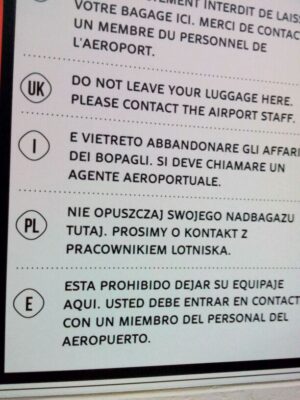 INTERDIT DE LAIS
VOTRE BAGAGE ICI. MERCI DE CONTAC
UN MEMBRE DU PERSONNEL DE
L'AEROPORT.
UK
DO NOT LEAVE YOUR LUGGAGE HERE.
PLEASE CONTACT THE AIRPORT STAFF.
I
E VIETRETO ABBANDONARE GLI AFFARI
DEI BOPAGLI. SI DEVE CHIAMARE UN
AGENTE AEROPORTUALE.
PL
NIE OPUSZCZAJ SWOJEGO NADBAGAZU
TUTAJ. PROSIMY O KONTAKT Z
PRACOWNIKIEM LOTNISKA.
E
ESTA PROHIBIDO DEJAR SU EQUIPAJE
AQUI. USTED DEBE ENTRAR EN CONTACT
CON UN MIEMBRO DEL PERSONAL DEL
AEROPUERTO.